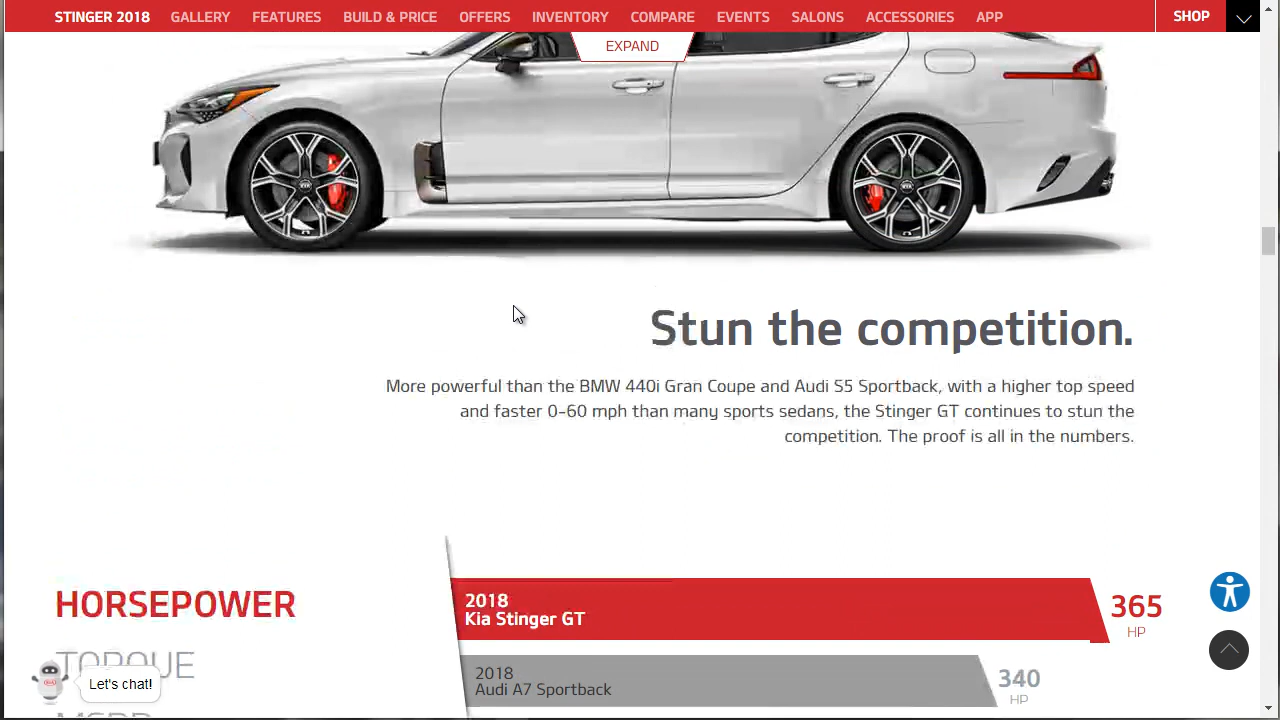 STINGER 2018 GALLERY FEATURES BUILD & PRICE OFFERS INVENTORY COMPARE EVENTS SALONS ACCESSORIES APP SHOP
EXPAND
Stun the competition.
More powerful than the BMW 440i Gran Coupe and Audi S5 Sportback, with a higher top speed
and faster 0-60 mph than many sports sedans, the Stinger GT continues to stun the
competition. The proof is all in the numbers.
HORSEPOWER
2018
Kia Stinger GT
365
HP
TORQUE
Let's chat!
2018
Audi A7 Sportback
340
HP